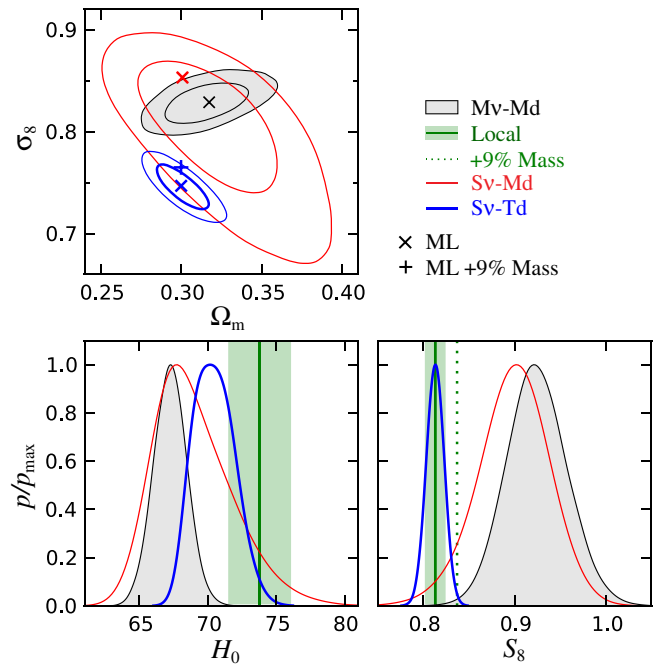 0.9
0.8
0.7
σ₈
0.25 0.30 0.35 0.40
Ωₘ
Mν-Md
Local
+9% Mass
Sν-Md
Sν-Td
ML
ML +9% Mass
1.0
0.8
0.6
0.4
0.2
0.0
p/pₘₐₓ
65 70 75 80
H₀
0.8 0.9 1.0
S₈